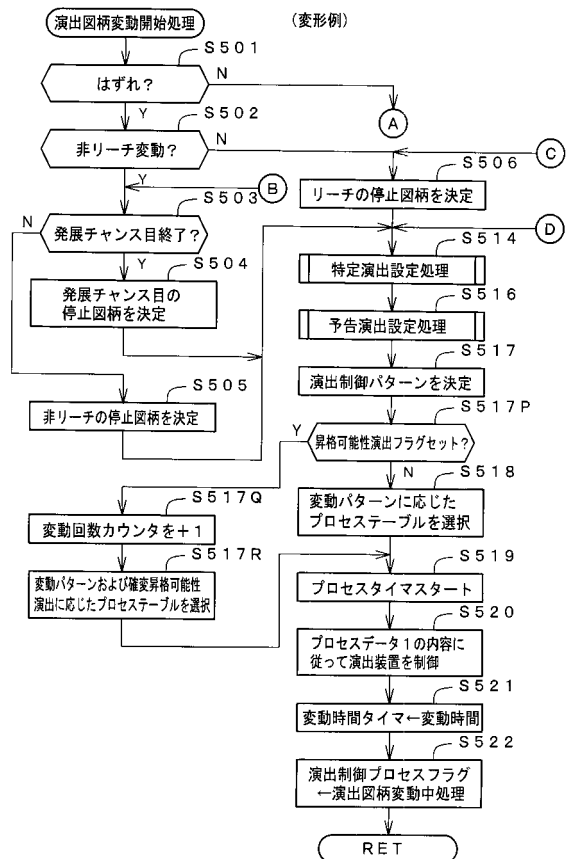 演出図柄変動開始処理
(変形例)
S501
はずれ?
N
Y
A
S502
非リーチ変動?
N
Y
C
S506
リーチの停止図柄を決定
B
S503
発展チャンス目終了?
N
Y
D
S504
発展チャンス目の
停止図柄を決定
S514
特定演出設定処理
S516
予告演出設定処理
S505
非リーチの停止図柄を決定
S517
演出制御パターンを決定
S517P
昇格可能性演出フラグセット?
Y
N
S517Q
変動回数カウンタを+1
S518
変動パターンに応じた
プロセステーブルを選択
S517R
変動パターンおよび確変昇格可能性
演出に応じたプロセステーブルを選択
S519
プロセスタイマスタート
S520
プロセスデータ1の内容に
従って演出装置を制御
S521
変動時間タイマ←変動時間
S522
演出制御プロセスフラグ
←演出図柄変動中処理
RET